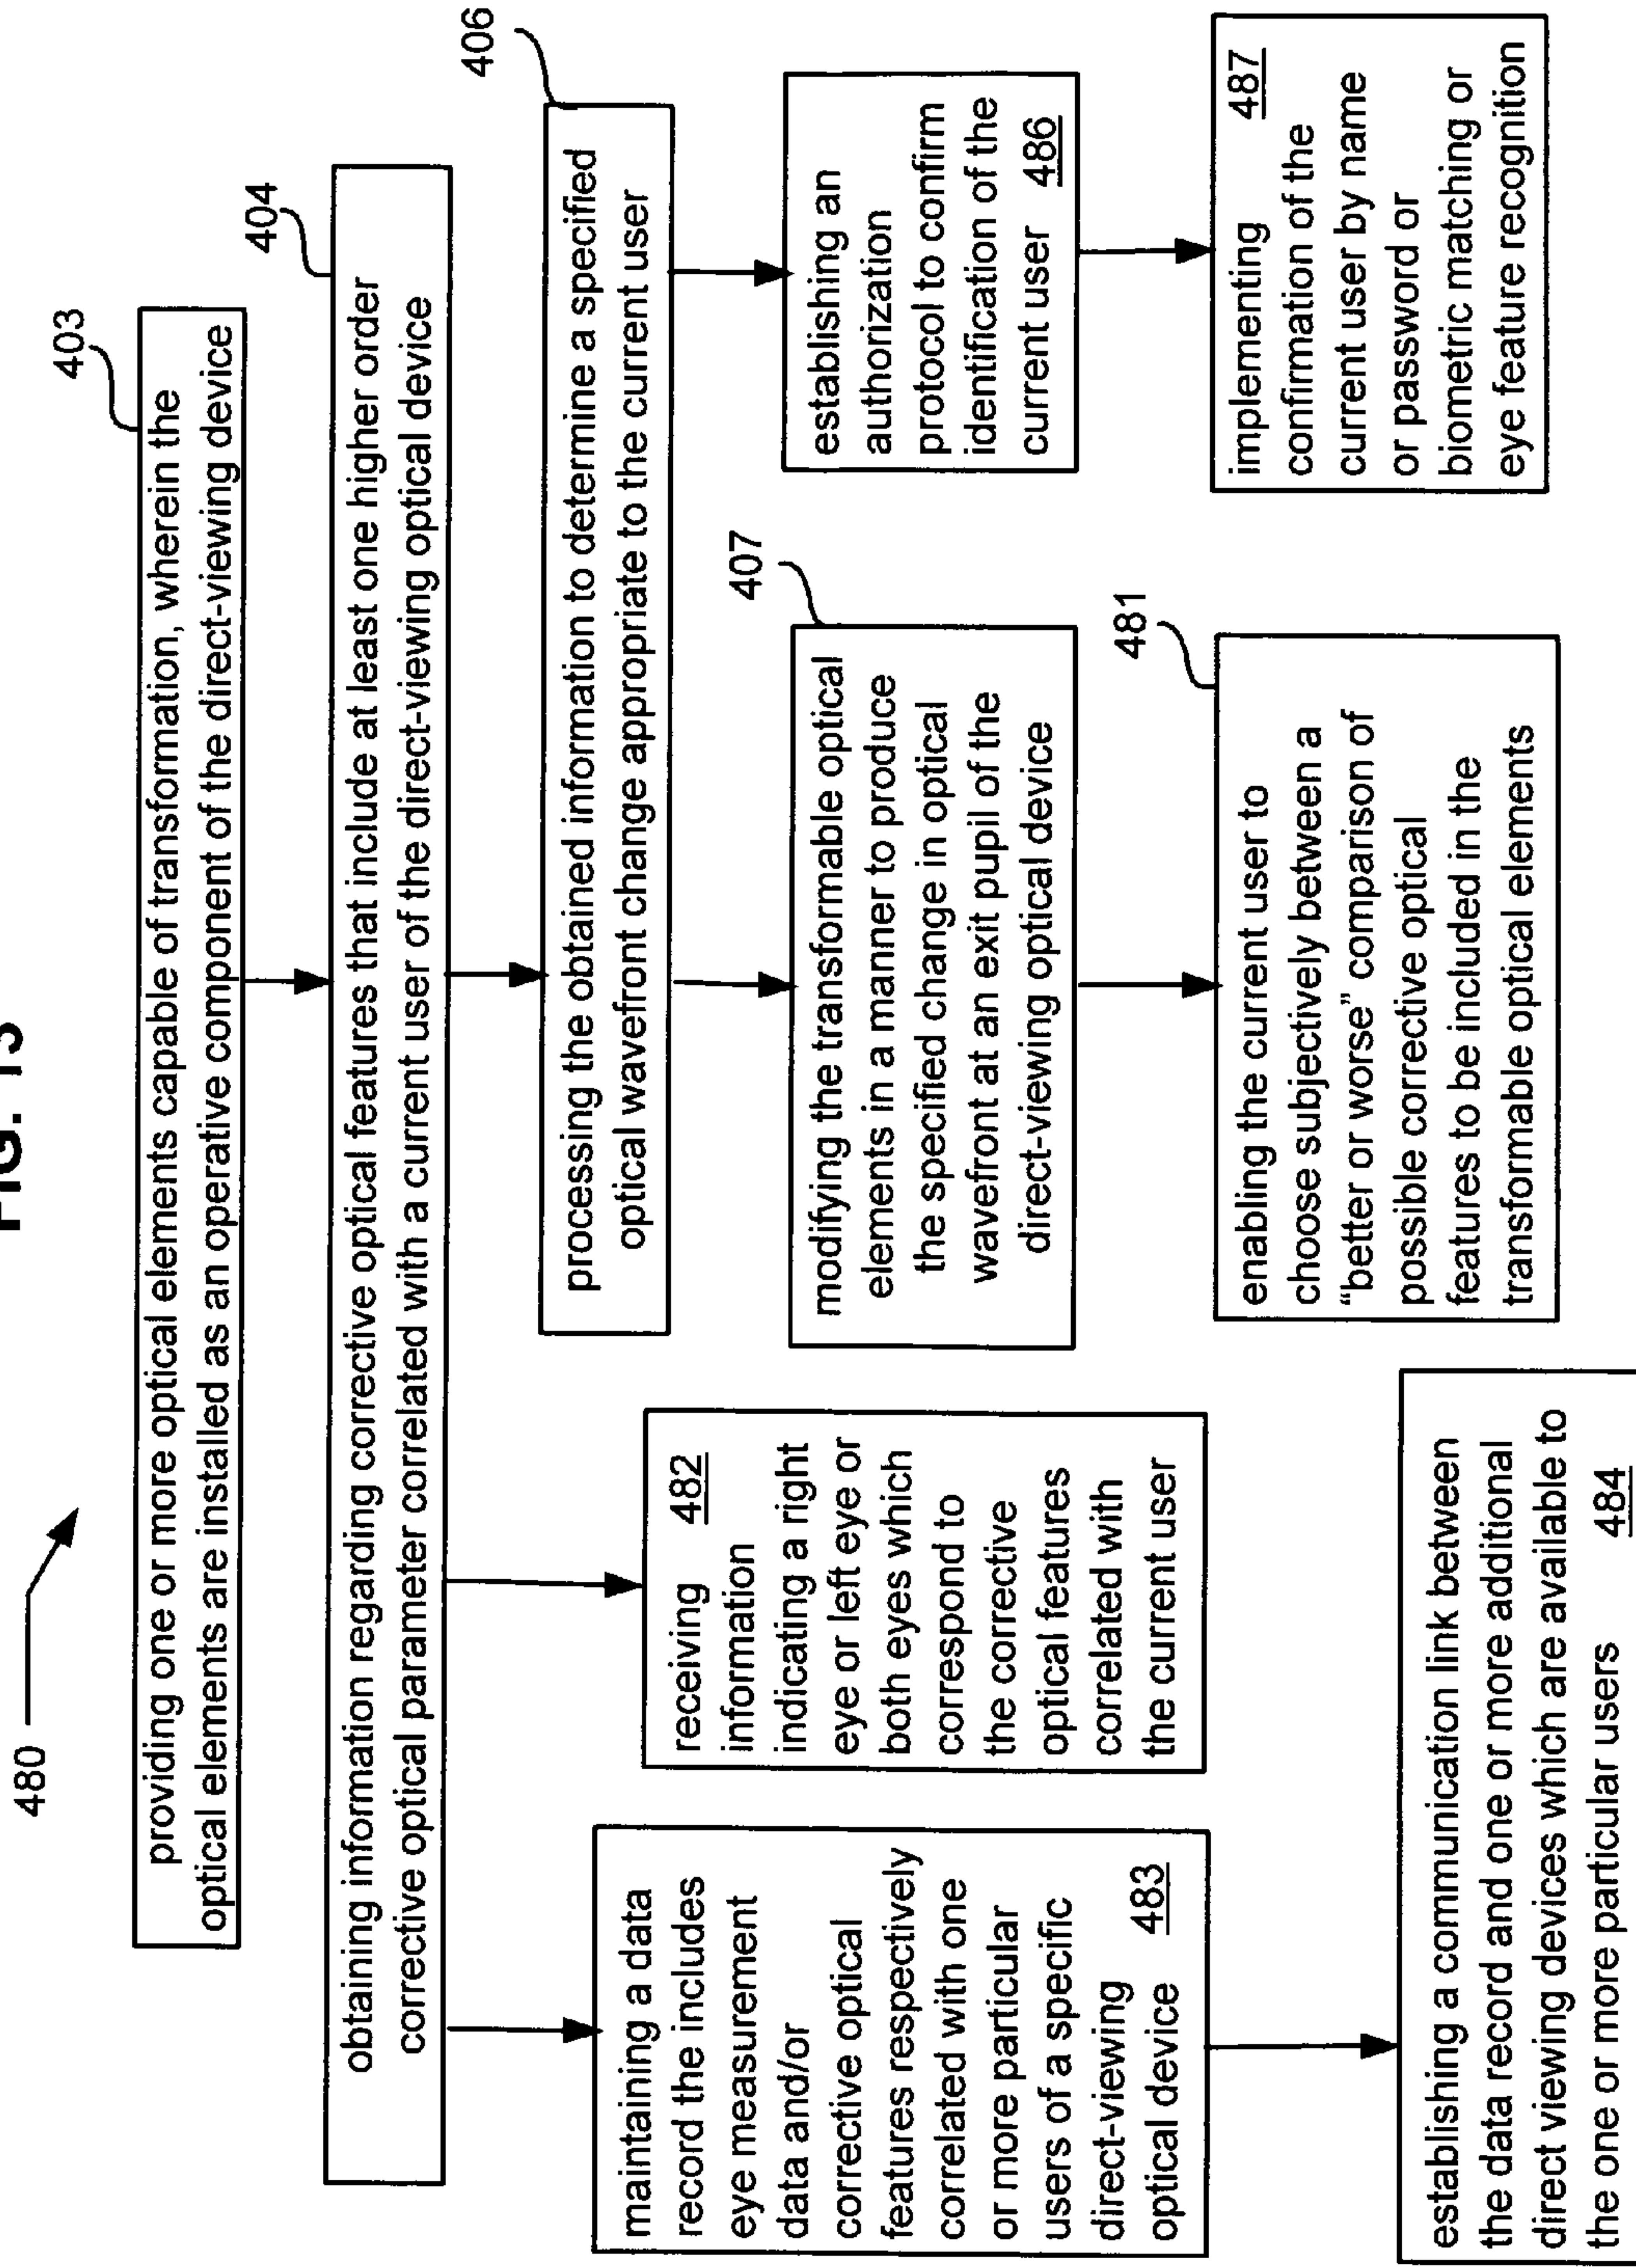 FIG.
480
403
providing one or more optical elements capable of transformation, wherein the
optical elements are installed as an operative component of the direct-viewing device
404
obtaining information regarding corrective optical features that include at least one higher order
corrective optical parameter correlated with a current user of the direct-viewing optical device
406
processing the obtained information to determine a specified
optical wavefront change appropriate to the current user
maintaining a data
record the includes
eye measurement
data and/or
corrective optical
features respectively
correlated with one
or more particular
users of a specific
direct-viewing
optical device 483
receiving 482
information
indicating a right
eye or left eye or
both eyes which
correspond to
the corrective
optical features
correlated with
the current user
407
modifying the transformable optical
elements in a manner to produce
the specified change in optical
wavefront at an exit pupil of the
direct-viewing optical device
establishing an
authorization
protocol to confirm
identification of the
current user 486
establishing a communication link between
the data record and one or more additional
direct viewing devices which are available to
the one or more particular users 484
481
enabling the current user to
choose subjectively between a
“better or worse” comparison of
possible corrective optical
features to be included in the
transformable optical elements
implementing 487
confirmation of the
current user by name
or password or
biometric matching or
eye feature recognition